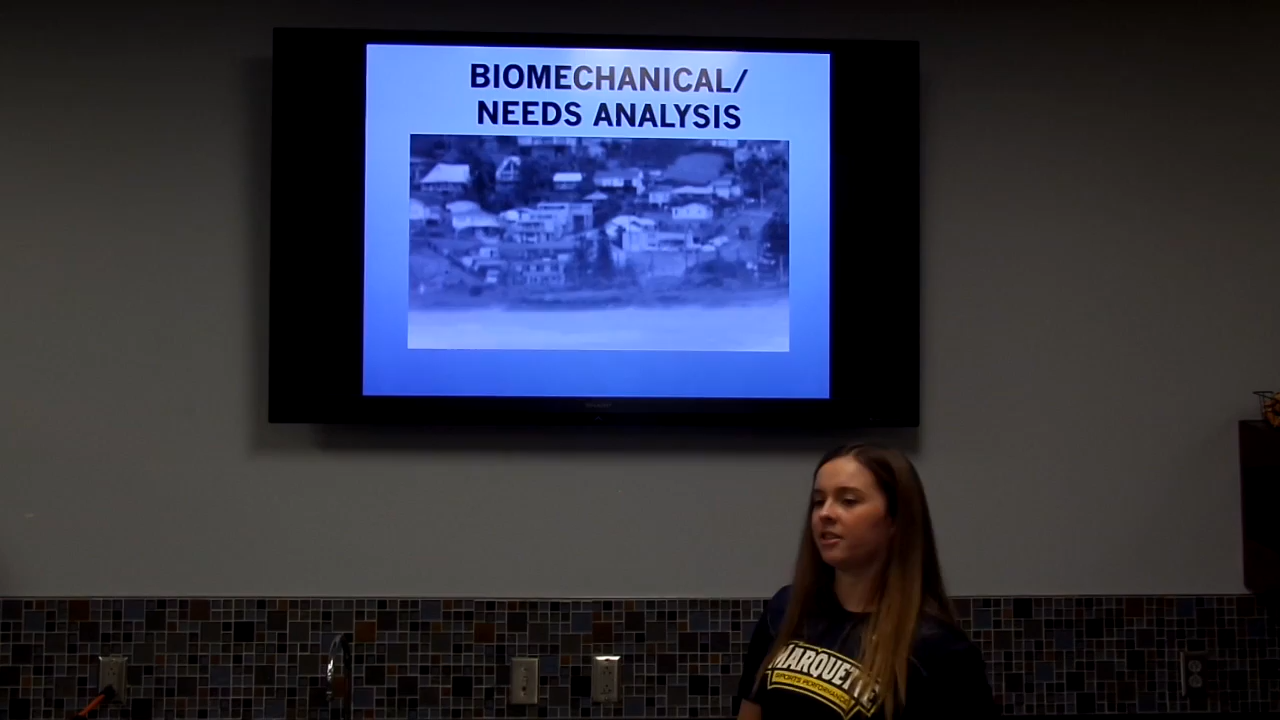 BIOMECHANICAL/
NEEDS ANALYSIS
MARQUETTE
SPORTS PERFORMANCE